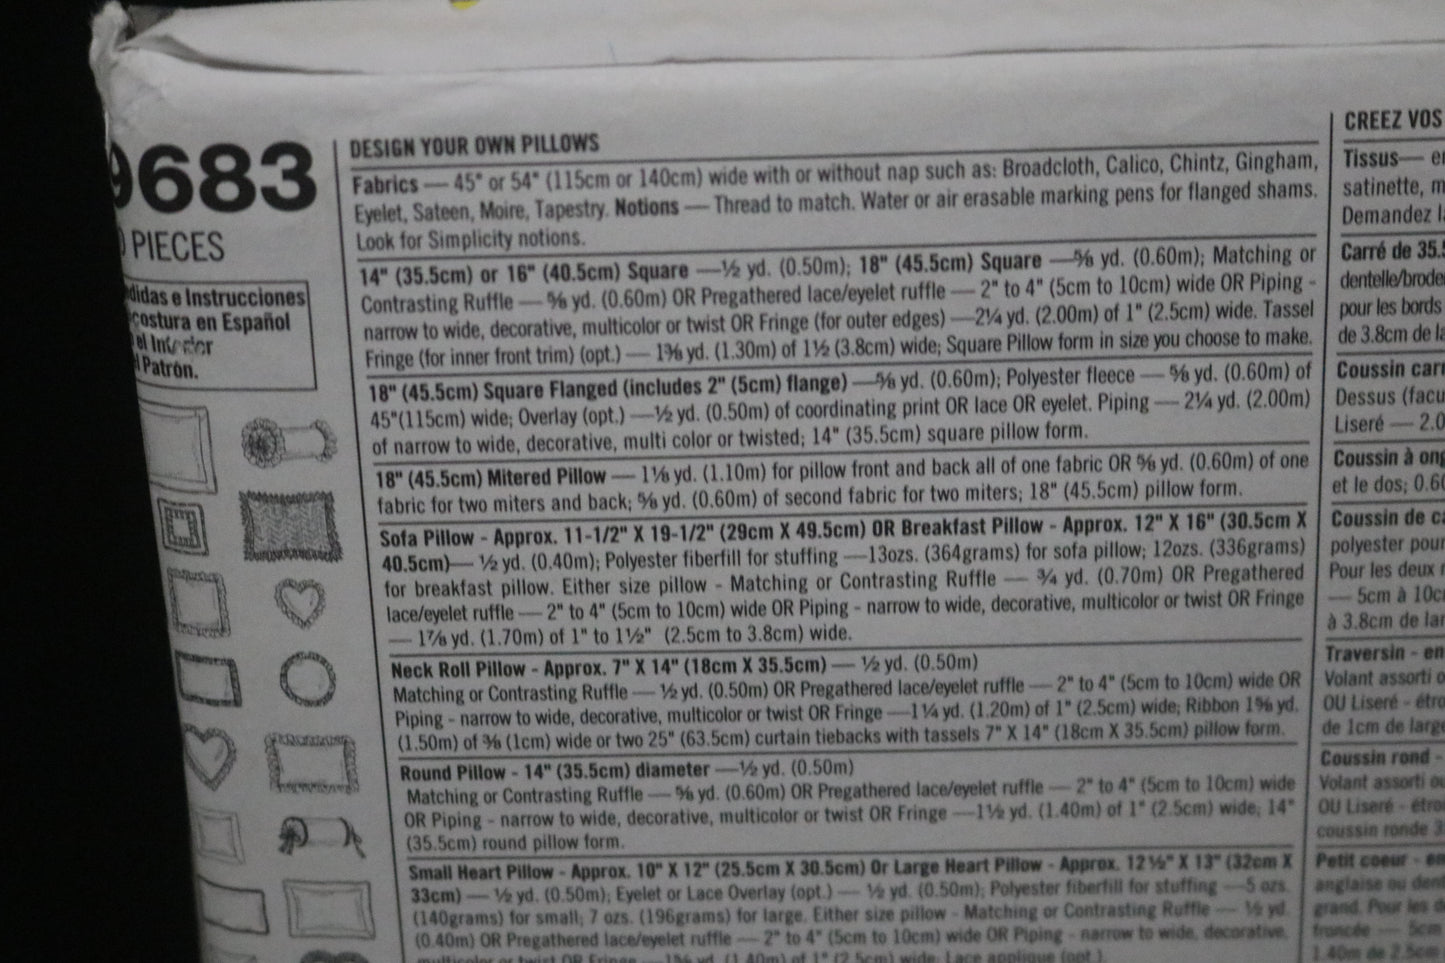 9683
PIECES
didas e Instrucciones
costura en Español
el Interior
Patrón.
DESIGN YOUR OWN PILLOWS
Fabrics — 45" or 54" (115cm or 140cm) wide with or without nap such as: Broadcloth, Calico, Chintz, Gingham,
Eyelet, Sateen, Moire, Tapestry. Notions — Thread to match. Water or air erasable marking pens for flanged shams.
Look for Simplicity notions.
14" (35.5cm) or 16" (40.5cm) Square —½ yd. (0.50m); 18" (45.5cm) Square —⅝ yd. (0.60m); Matching or
Contrasting Ruffle — ⅝ yd. (0.60m) OR Pregathered lace/eyelet ruffle — 2" to 4" (5cm to 10cm) wide OR Piping -
narrow to wide, decorative, multicolor or twist OR Fringe (for outer edges) —2¼ yd. (2.00m) of 1" (2.5cm) wide. Tassel
Fringe (for inner front trim) (opt.) — 1⅜ yd. (1.30m) of 1½ (3.8cm) wide; Square Pillow form in size you choose to make.
18" (45.5cm) Square Flanged (includes 2" (5cm) flange) —⅝ yd. (0.60m); Polyester fleece — ⅝ yd. (0.60m) of
45"(115cm) wide; Overlay (opt.) —½ yd. (0.50m) of coordinating print OR lace OR eyelet. Piping — 2¼ yd. (2.00m)
of narrow to wide, decorative, multi color or twisted; 14" (35.5cm) square pillow form.
18" (45.5cm) Mitered Pillow — 1⅛ yd. (1.10m) for pillow front and back all of one fabric OR ⅝ yd. (0.60m) of one
fabric for two miters and back; ⅝ yd. (0.60m) of second fabric for two miters; 18" (45.5cm) pillow form.
Sofa Pillow - Approx. 11-1/2" X 19-1/2" (29cm X 49.5cm) OR Breakfast Pillow - Approx. 12" X 16" (30.5cm X
40.5cm)— ½ yd. (0.40m); Polyester fiberfill for stuffing —13ozs. (364grams) for sofa pillow; 12ozs. (336grams)
for breakfast pillow. Either size pillow - Matching or Contrasting Ruffle — ¾ yd. (0.70m) OR Pregathered
lace/eyelet ruffle — 2" to 4" (5cm to 10cm) wide OR Piping - narrow to wide, decorative, multicolor or twist OR Fringe
— 1⅞ yd. (1.70m) of 1" to 1½" (2.5cm to 3.8cm) wide.
Neck Roll Pillow - Approx. 7" X 14" (18cm X 35.5cm) — ½ yd. (0.50m)
Matching or Contrasting Ruffle — ½ yd. (0.50m) OR Pregathered lace/eyelet ruffle — 2" to 4" (5cm to 10cm) wide OR
Piping - narrow to wide, decorative, multicolor or twist OR Fringe —1¼ yd. (1.20m) of 1" (2.5cm) wide; Ribbon 1⅝ yd.
(1.50m) of ⅜ (1cm) wide or two 25" (63.5cm) curtain tiebacks with tassels 7" X 14" (18cm X 35.5cm) pillow form.
Round Pillow - 14" (35.5cm) diameter —½ yd. (0.50m)
Matching or Contrasting Ruffle — ⅝ yd. (0.60m) OR Pregathered lace/eyelet ruffle — 2" to 4" (5cm to 10cm) wide
OR Piping - narrow to wide, decorative, multicolor or twist OR Fringe —1½ yd. (1.40m) of 1" (2.5cm) wide; 14"
(35.5cm) round pillow form.
Small Heart Pillow - Approx. 10" X 12" (25.5cm X 30.5cm) Or Large Heart Pillow - Approx. 12½" X 13" (32cm X
33cm) — ½ yd. (0.50m); Eyelet or Lace Overlay (opt.) — ½ yd. (0.50m); Polyester fiberfill for stuffing —5 ozs.
(140grams) for small; 7 ozs. (196grams) for large. Either size pillow - Matching or Contrasting Ruffle — ½ yd.
(0.40m) OR Pregathered lace/eyelet ruffle — 2" to 4" (5cm to 10cm) wide OR Piping - narrow to wide, decorative,
multicolor or twist OR Fringe yd. (1.40m) of 1" (2.5cm) wide; Lace applique (opt.)
CREEZ VOS
Tissus— e
satinette, m
Demandez l
Carré de 35.5
dentelle/brode
pour les bords
de 3.8cm de la
Coussin carr
Dessus (facu
Liseré — 2.0
Coussin à ong
et le dos; 0.60
Coussin de ca
polyester pour
Pour les deux
— 5cm à 10c
à 3.8cm de lar
Traversin - en
Volant assorti o
OU Liseré - étro
de 1cm de large
Coussin rond -
Volant assorti ou
OU Liseré - étro
coussin ronde 3
Petit coeur - en
anglaise ou dent
grand. Pour les d
froncée — 5cm
1.40m de 2.5cm